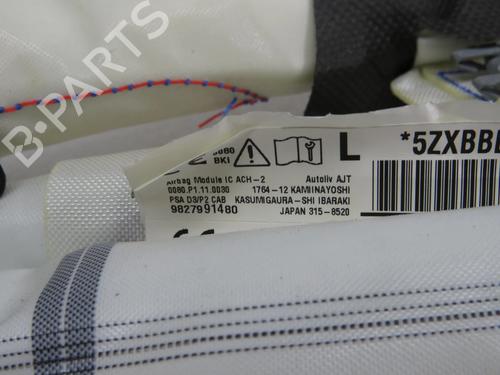 B-PARTS
0080
BKI
L
*5ZXBBB
Airbag Module IC ACH-2
Autoliv AJT
0080.P1.11.0030
1764-12 KAMINAYOSHI
PSA D3/P2 CAB
KASUMIGAURA-SHI IBARAKI
9827991480
JAPAN 315-8520